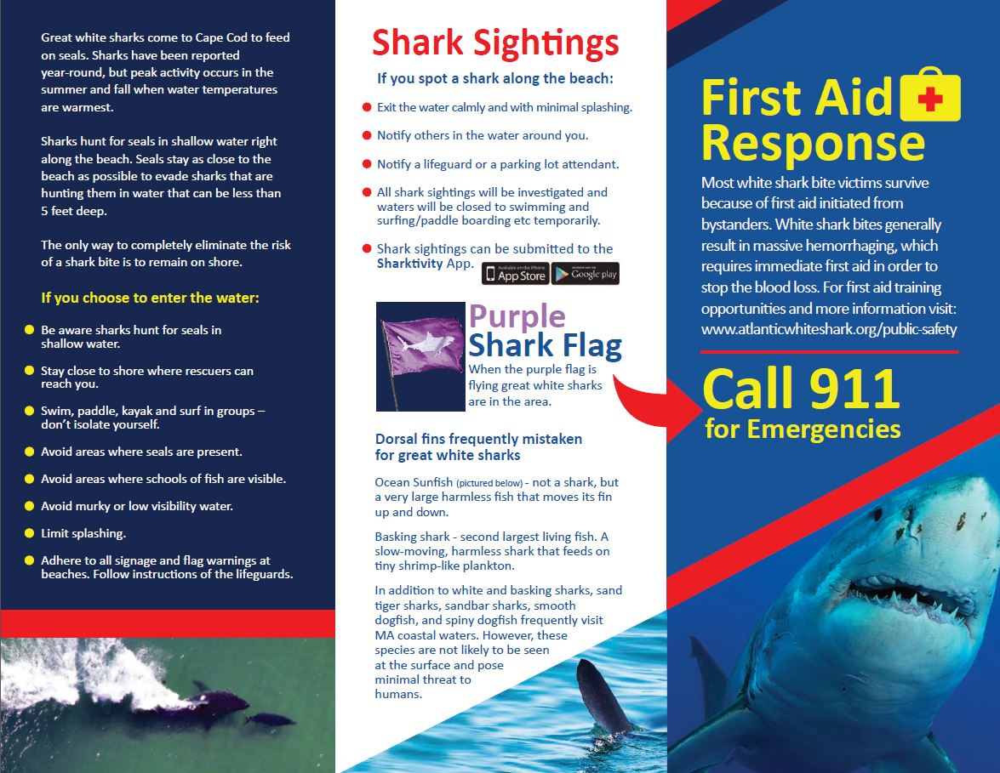 Great white sharks come to Cape Cod to feed
on seals. Sharks have been reported
year-round, but peak activity occurs in the
summer and fall when water temperatures
are warmest.
Sharks hunt for seals in shallow water right
along the beach. Seals stay as close to the
beach as possible to evade sharks that are
hunting them in water that can be less than
5 feet deep.
The only way to completely eliminate the risk
of a shark bite is to remain on shore.
If you choose to enter the water:
Be aware sharks hunt for seals in
shallow water.
Stay close to shore where rescuers can
reach you.
Swim, paddle, kayak and surf in groups –
don’t isolate yourself.
Avoid areas where seals are present.
Avoid areas where schools of fish are visible.
Avoid murky or low visibility water.
Limit splashing.
Adhere to all signage and flag warnings at
beaches. Follow instructions of the lifeguards.
Shark Sightings
If you spot a shark along the beach:
Exit the water calmly and with minimal splashing.
Notify others in the water around you.
Notify a lifeguard or a parking lot attendant.
All shark sightings will be investigated and
waters will be closed to swimming and
surfing/paddle boarding etc temporarily.
Shark sightings can be submitted to the
Sharktivity App.
Available on the iPhone
App Store
ANDROID APP ON
Google play
Purple
Shark Flag
When the purple flag is
flying great white sharks
are in the area.
Dorsal fins frequently mistaken
for great white sharks
Ocean Sunfish (pictured below) - not a shark, but
a very large harmless fish that moves its fin
up and down.
Basking shark - second largest living fish. A
slow-moving, harmless shark that feeds on
tiny shrimp-like plankton.
In addition to white and basking sharks, sand
tiger sharks, sandbar sharks, smooth
dogfish, and spiny dogfish frequently visit
MA coastal waters. However, these
species are not likely to be seen
at the surface and pose
minimal threat to
humans.
First Aid
Response
Most white shark bite victims survive
because of first aid initiated from
bystanders. White shark bites generally
result in massive hemorrhaging, which
requires immediate first aid in order to
stop the blood loss. For first aid training
opportunities and more information visit:
www.atlanticwhiteshark.org/public-safety
Call 911
for Emergencies